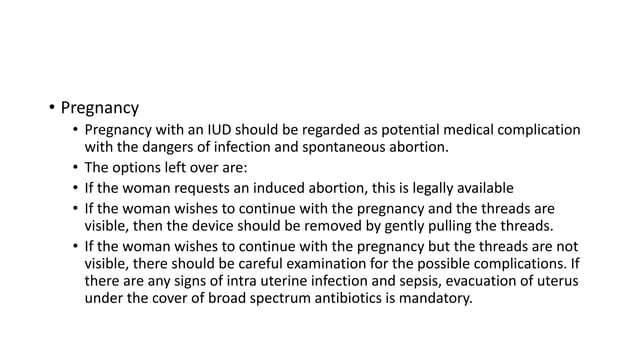 • Pregnancy
• Pregnancy with an IUD should be regarded as potential medical complication
with the dangers of infection and spontaneous abortion.
• The options left over are:
• If the woman requests an induced abortion, this is legally available
• If the woman wishes to continue with the pregnancy and the threads are
visible, then the device should be removed by gently pulling the threads.
• If the woman wishes to continue with the pregnancy but the threads are not
visible, there should be careful examination for the possible complications. If
there are any signs of intra uterine infection and sepsis, evacuation of uterus
under the cover of broad spectrum antibiotics is mandatory.